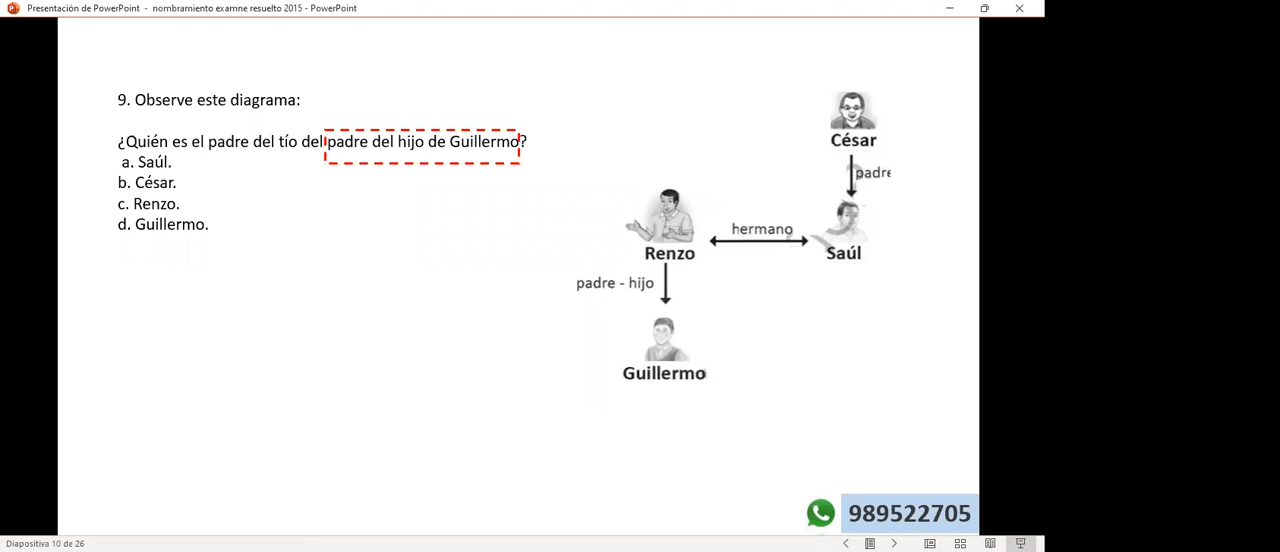 Presentación de PowerPoint - nombramiento examne resuelto 2015 - PowerPoint
9. Observe este diagrama:
¿Quién es el padre del tío del padre del hijo de Guillermo?
a. Saúl.
b. César.
c. Renzo.
d. Guillermo.
César
padre
hermano
Renzo
Saúl
padre - hijo
Guillermo
989522705
Diapositiva 10 de 26